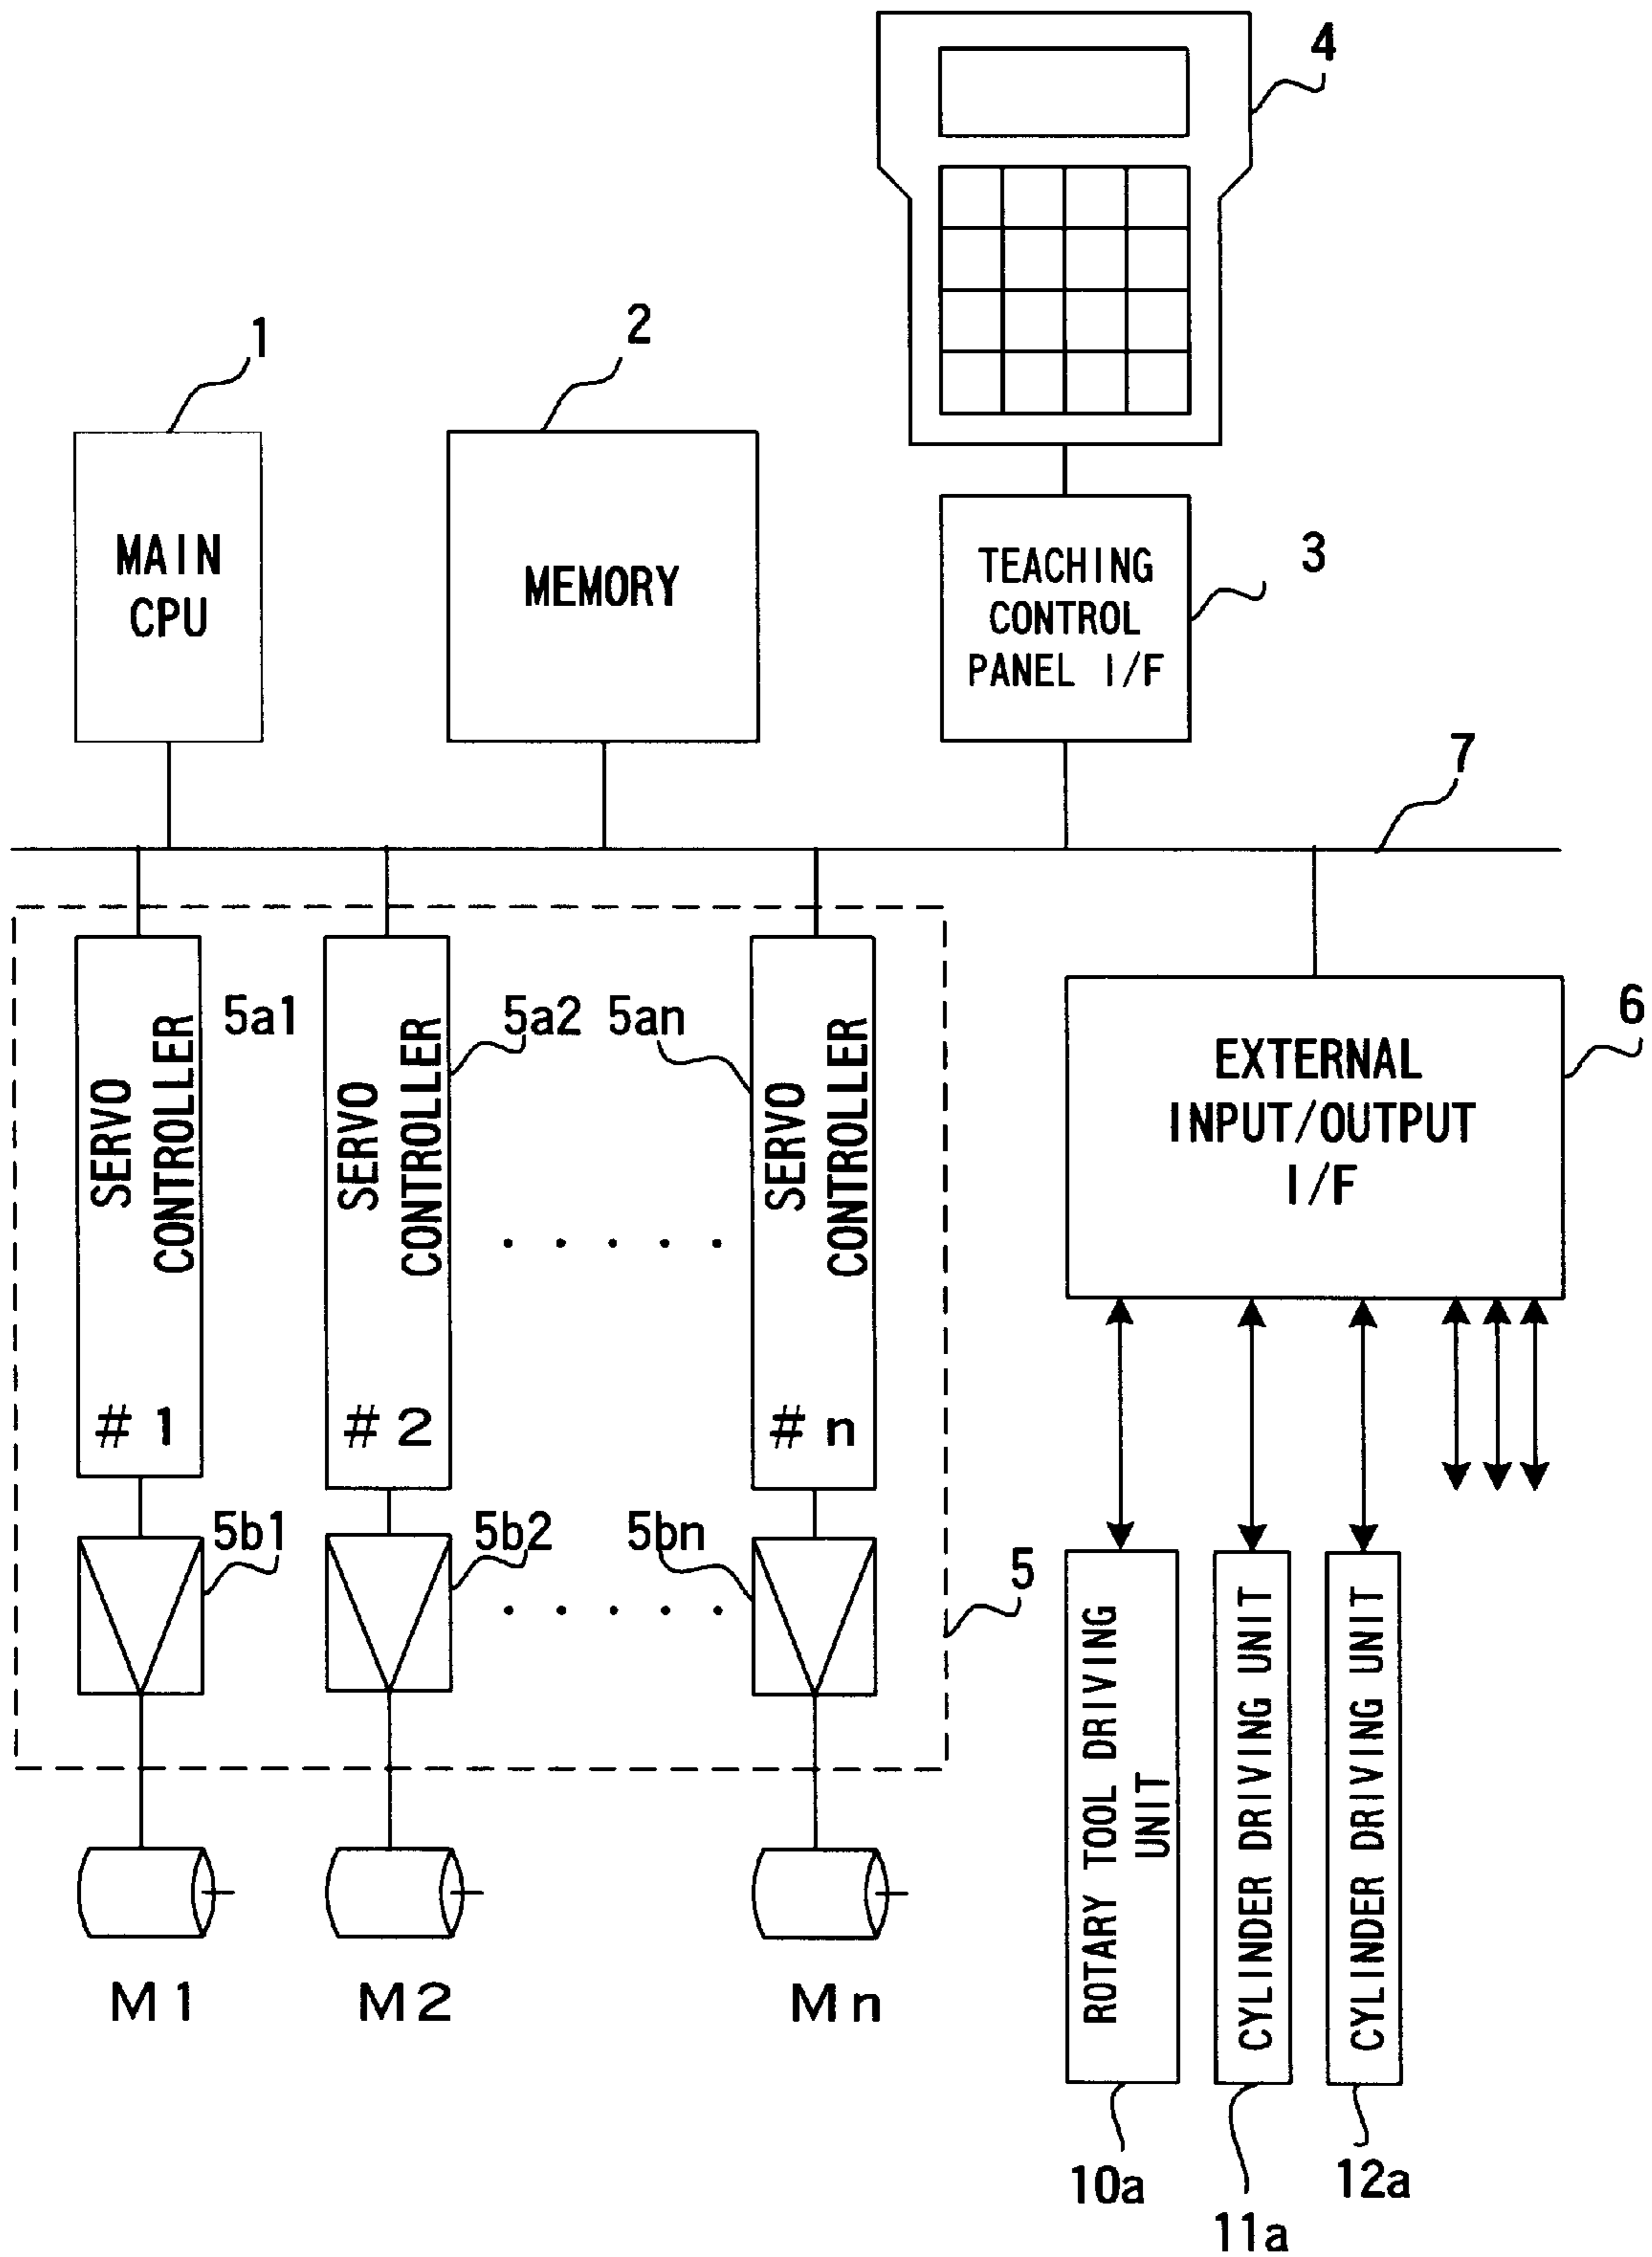 4
1
2
MAIN
CPU
MEMORY
TEACHING
CONTROL
PANEL I/F
3
7
5a1
5a2
5an
6
SERVO
CONTROLLER
#1
SERVO
CONTROLLER
#2
SERVO
CONTROLLER
#n
EXTERNAL
INPUT/OUTPUT
I/F
5b1
5b2
5bn
5
ROTARY TOOL DRIVING
UNIT
CYLINDER DRIVING UNIT
CYLINDER DRIVING UNIT
M1
M2
Mn
10a
11a
12a